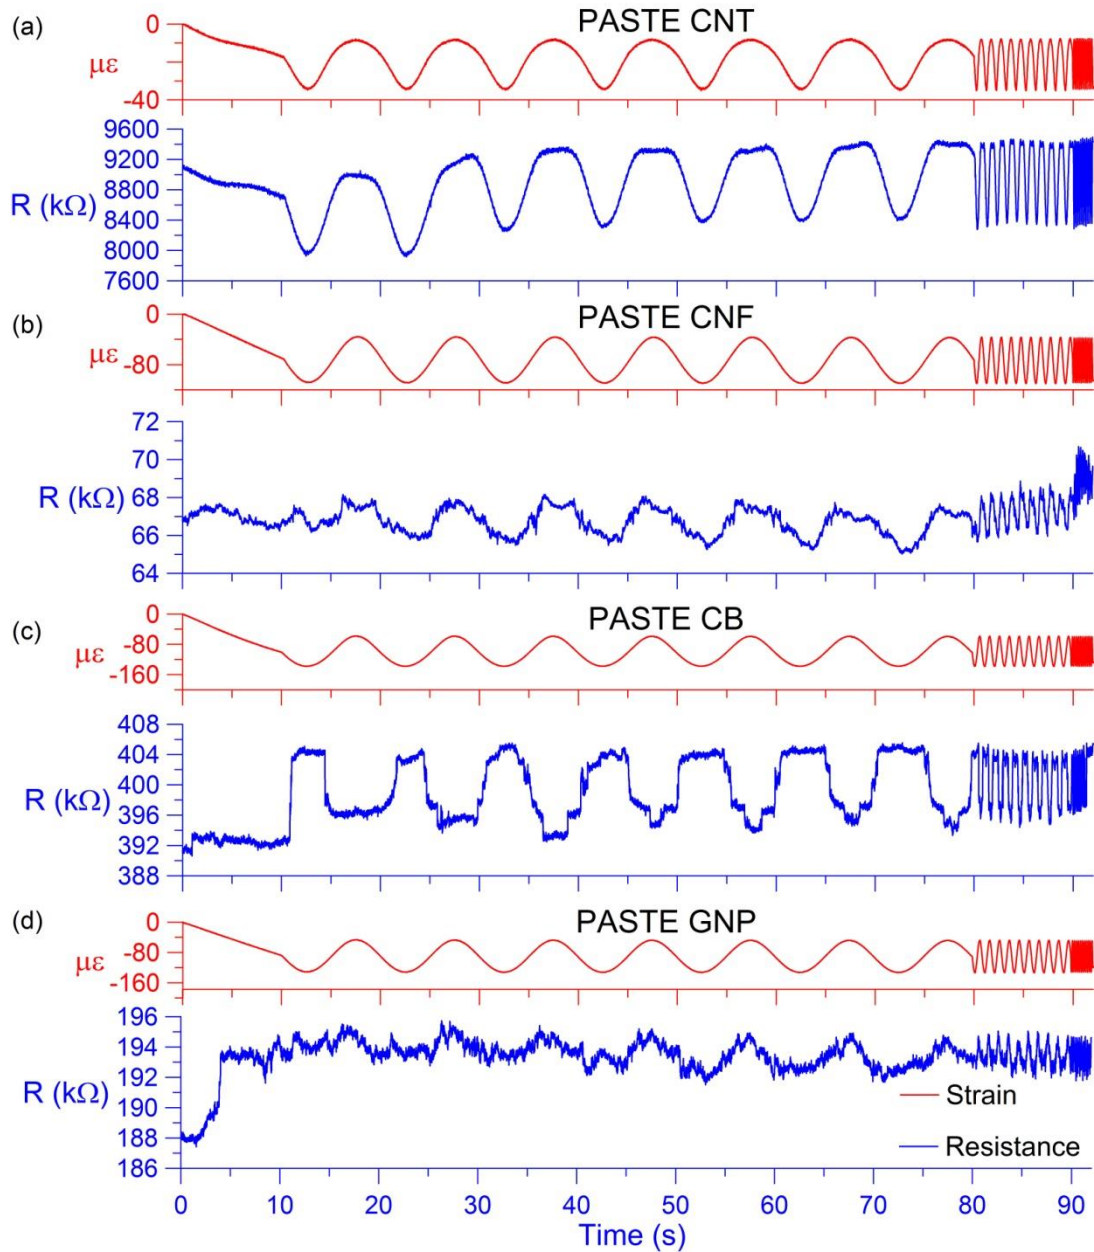 (a) PASTE CNT
0
με
-40
9600
9200
8800
R (kΩ)
8400
8000
7600
(b) PASTE CNF
0
με
-80
72
70
R (kΩ)
68
66
64
(c) PASTE CB
0
με
-80
-160
408
404
400
R (kΩ)
396
392
388
(d) PASTE GNP
0
με
-80
-160
196
194
192
R (kΩ)
190
188
186
Strain
Resistance
0 10 20 30 40 50 60 70 80 90
Time (s)